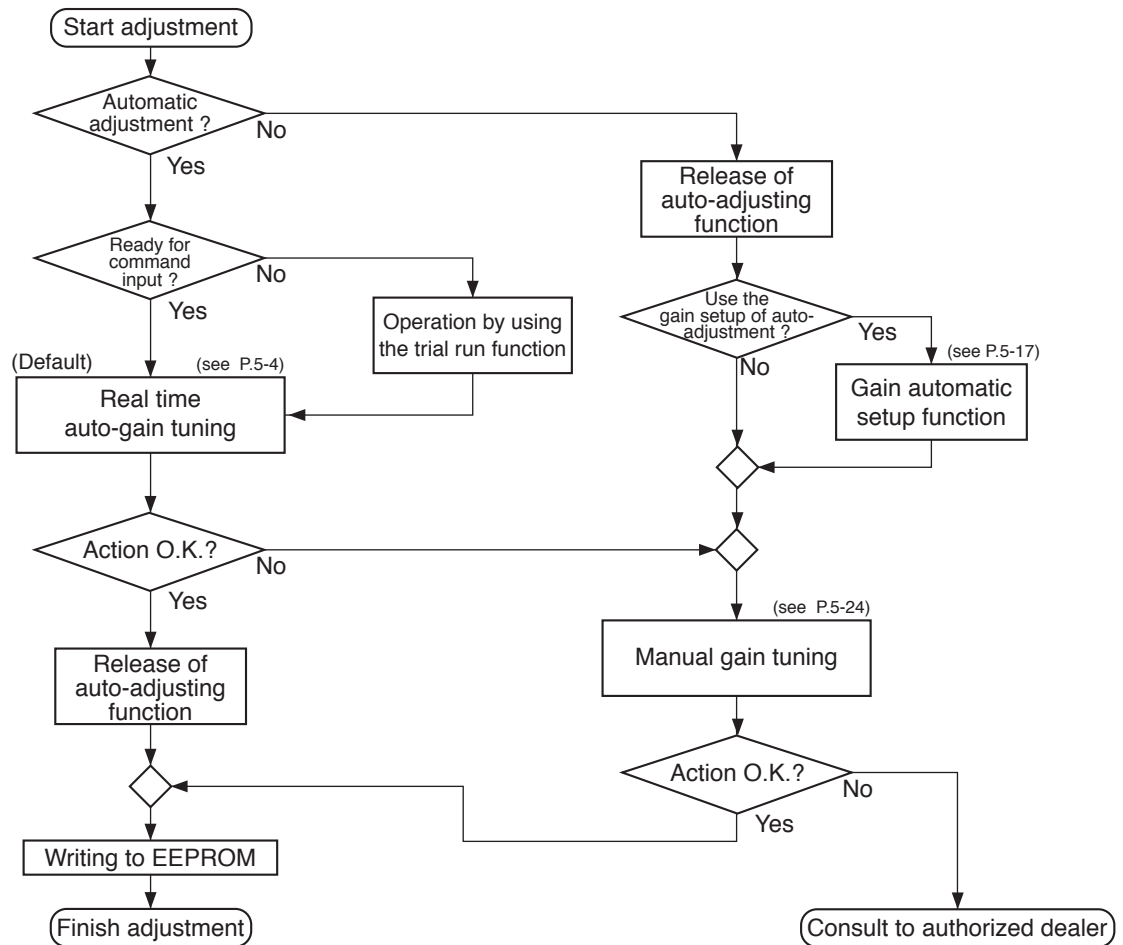 Start adjustment
Automatic
adjustment ?
No
Yes
Release of
auto-adjusting
function
Ready for
command
input ?
No
Yes
Operation by using
the trial run function
Use the
gain setup of auto-
adjustment ?
Yes
No
(see P.5-17)
Gain automatic
setup function
(Default)
(see P.5-4)
Real time
auto-gain tuning
Action O.K.?
No
Yes
(see P.5-24)
Manual gain tuning
Release of
auto-adjusting
function
Action O.K.?
No
Yes
Writing to EEPROM
Finish adjustment
Consult to authorized dealer